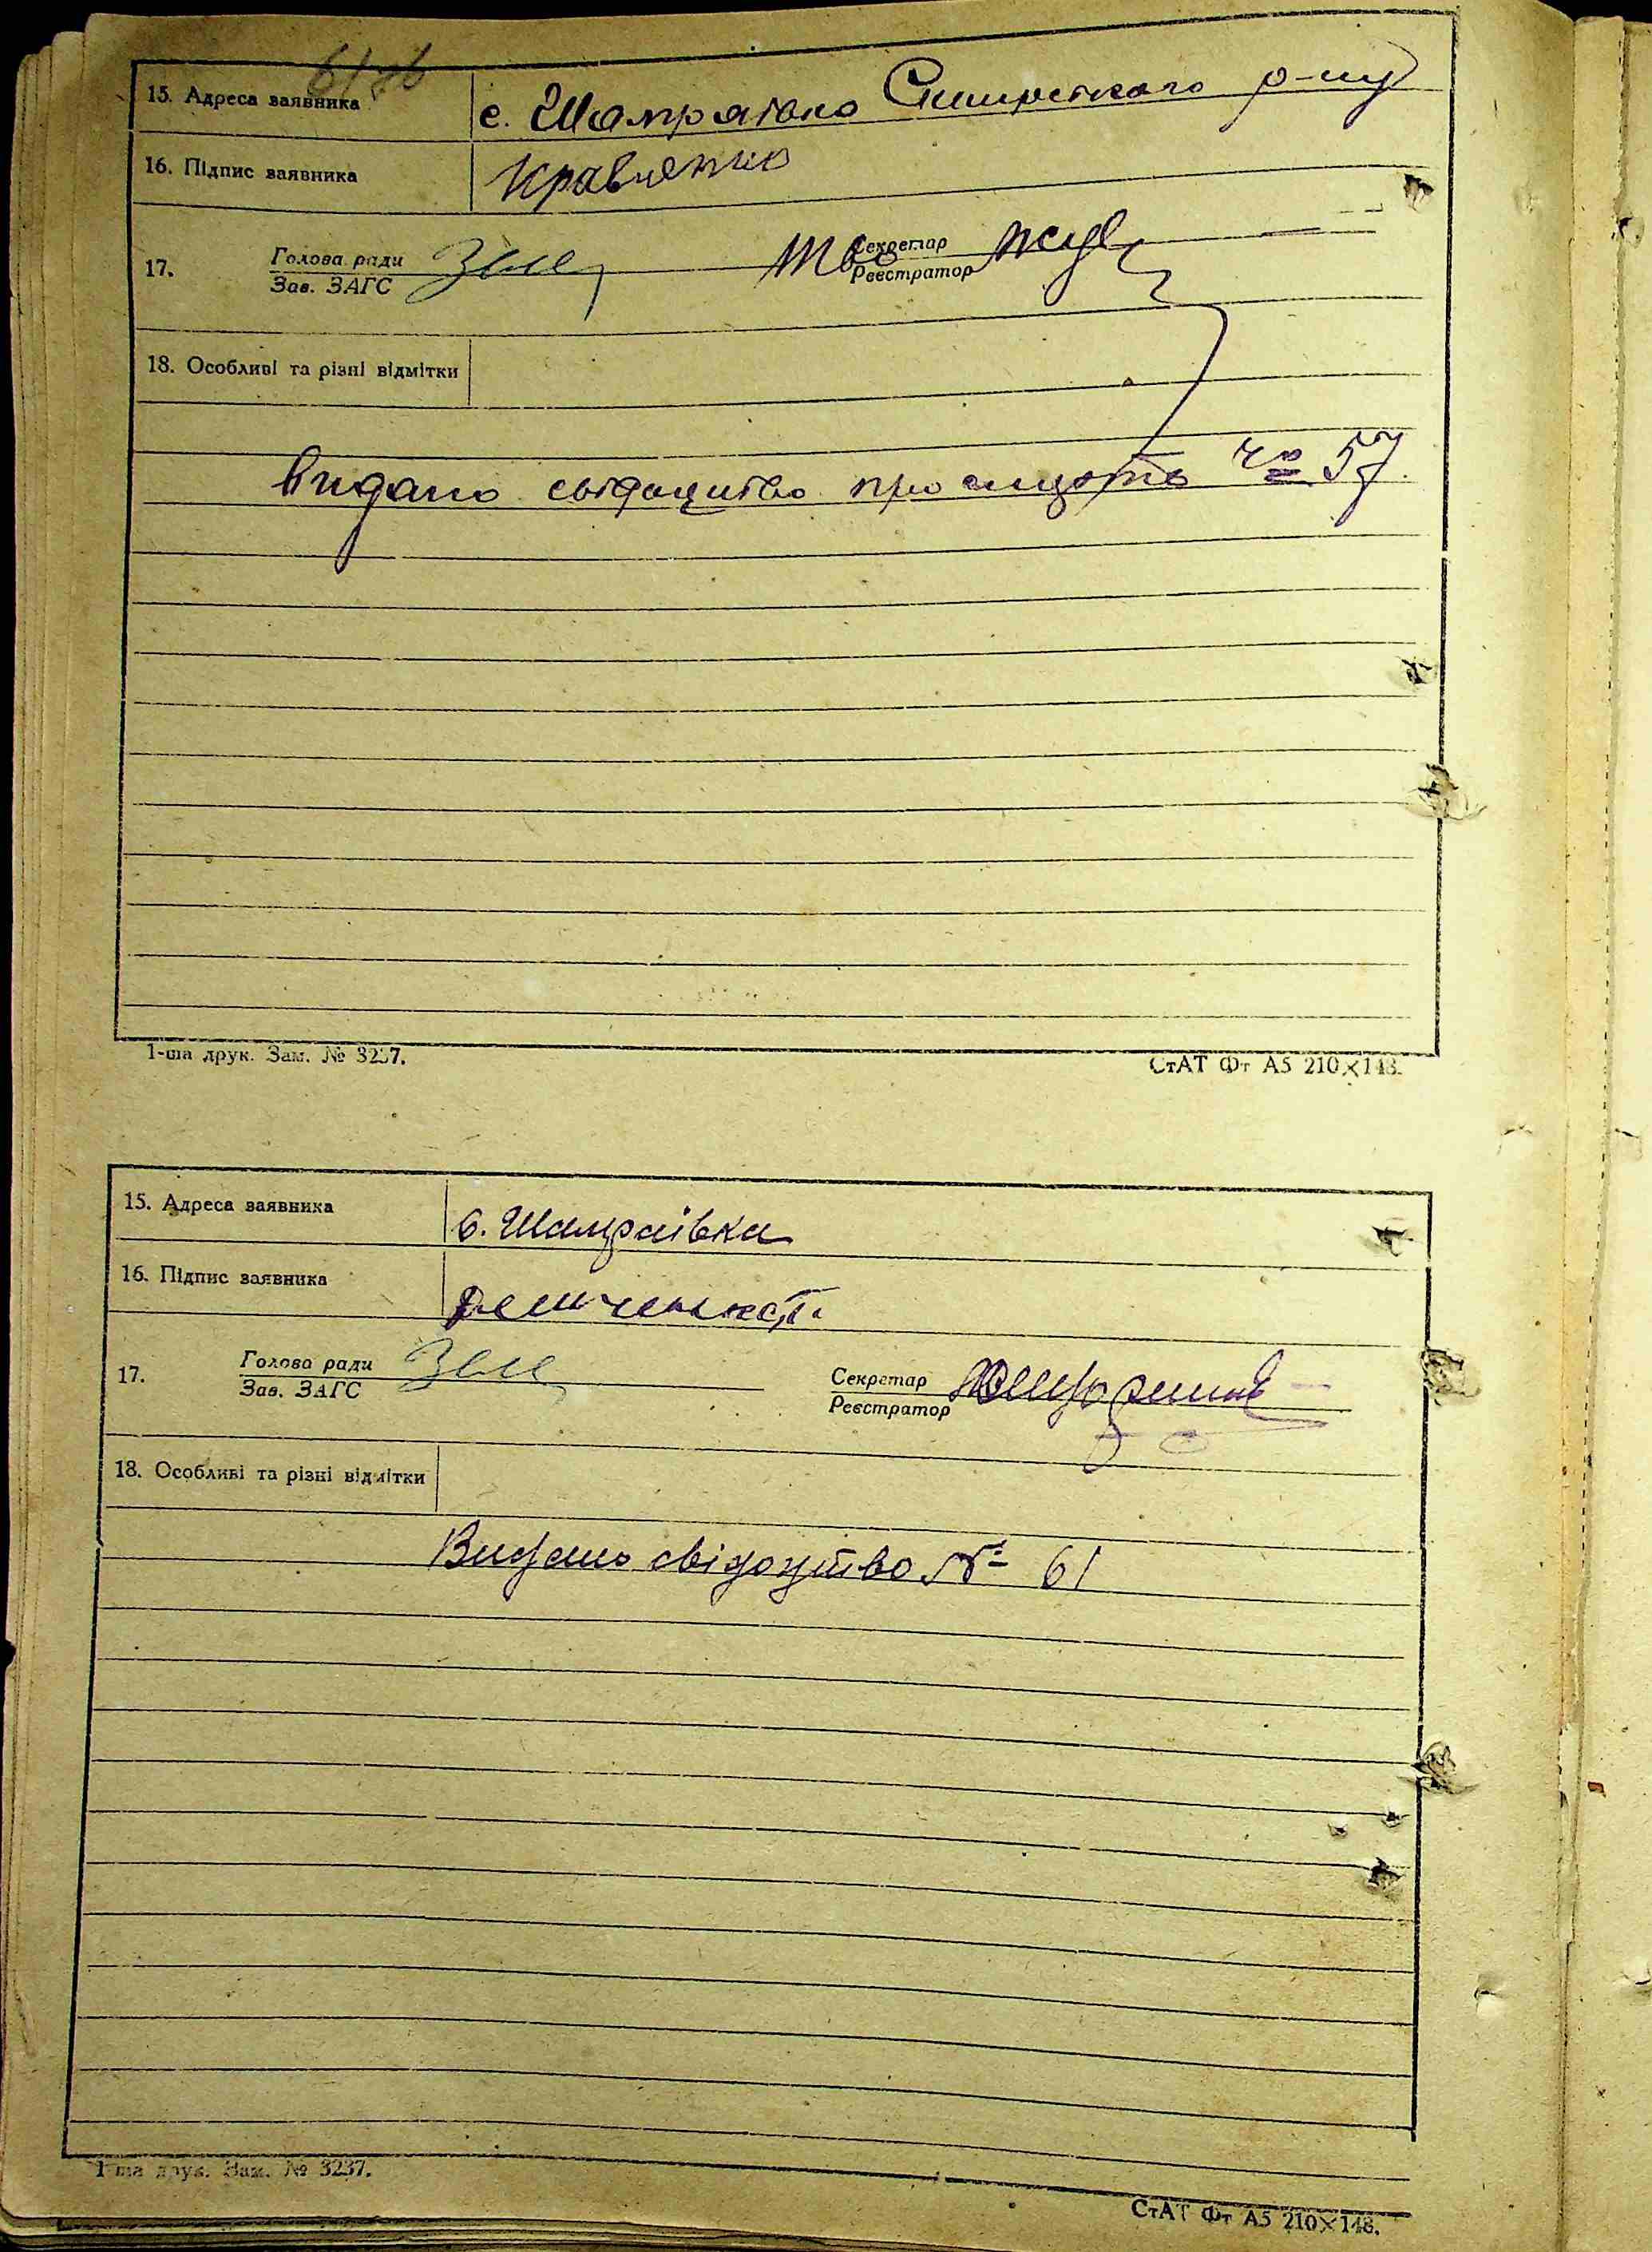 61зв
15. Адреса заявника с. Шамраївка Сквирского р-ну
16. Підпис заявника Кравченко
17. Голова ради
Зав. ЗАГС
Секретар
Реєстратор
18. Особливі та різні відмітки
видано свідоцтво про смерть № 57
1-ша друк. Зам. № 3237.
СтАТ Фт А5 210×148.
15. Адреса заявника с. Шамраївка
16. Підпис заявника
17. Голова ради
Зав. ЗАГС
Секретар
Реєстратор
18. Особливі та різні відмітки
Видано свідоцтво № 61
1-ша друк. Зам. № 3237.
СтАТ Фт А5 210×148.